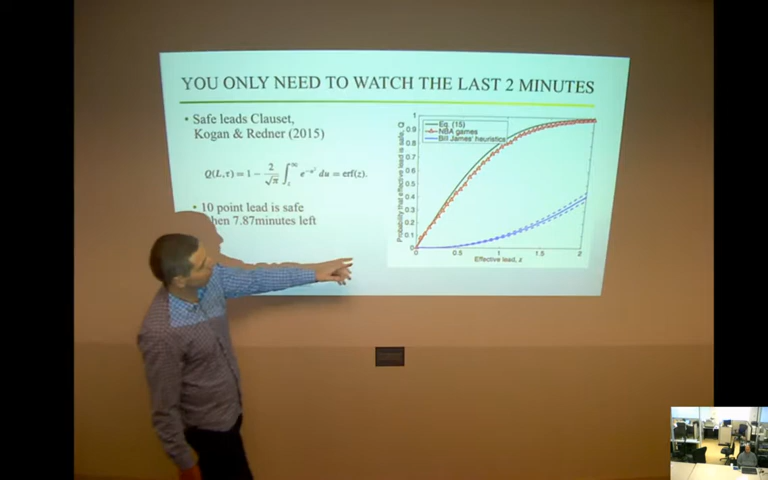 YOU ONLY NEED TO WATCH THE LAST 2 MINUTES
• Safe leads Clauset,
Kogan & Redner (2015)
Q(L,τ) = 1 − 2/√π ∫_z^∞ e^−u² du = erf(z).
• 10 point lead is safe
hen 7.87minutes left
Probability that effective lead is safe, Q
1
0.9
0.8
0.7
0.6
0.5
0.4
0.3
0.2
0.1
0
Eq. (15)
NBA games
Bill James' heuristics
0 0.5 1 1.5 2
Effective lead, z